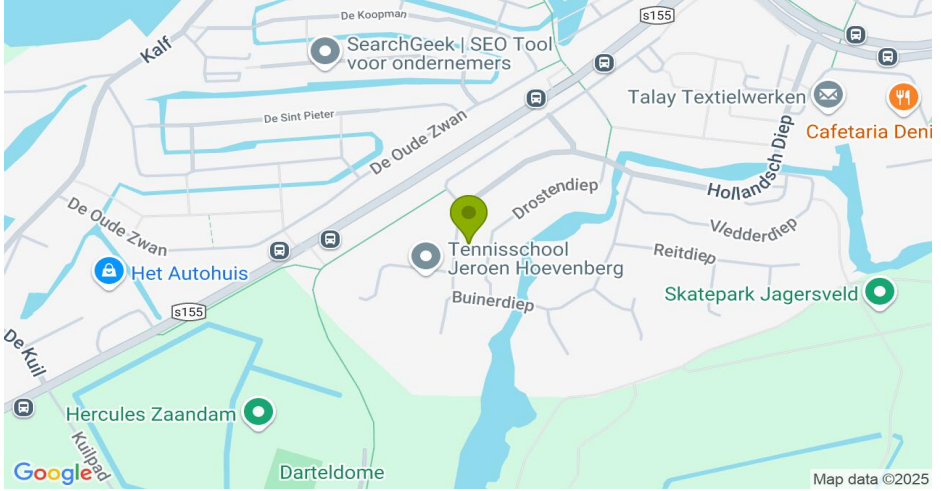 De Koopman
s155
Kalf
SearchGeek | SEO Tool
voor ondernemers
Talay Textielwerken
Cafetaria Deni
De Sint Pieter
De Oude Zwan
Hollandsch Diep
Drostendiep
De Oude Zwan
Vledderdiep
Reitdiep
Tennisschool
Jeroen Hoevenberg
Het Autohuis
Buinerdiep
Skatepark Jagersveld
s155
De Kuil
Hercules Zaandam
Kuilpad
Darteldome
Google
Map data ©2025